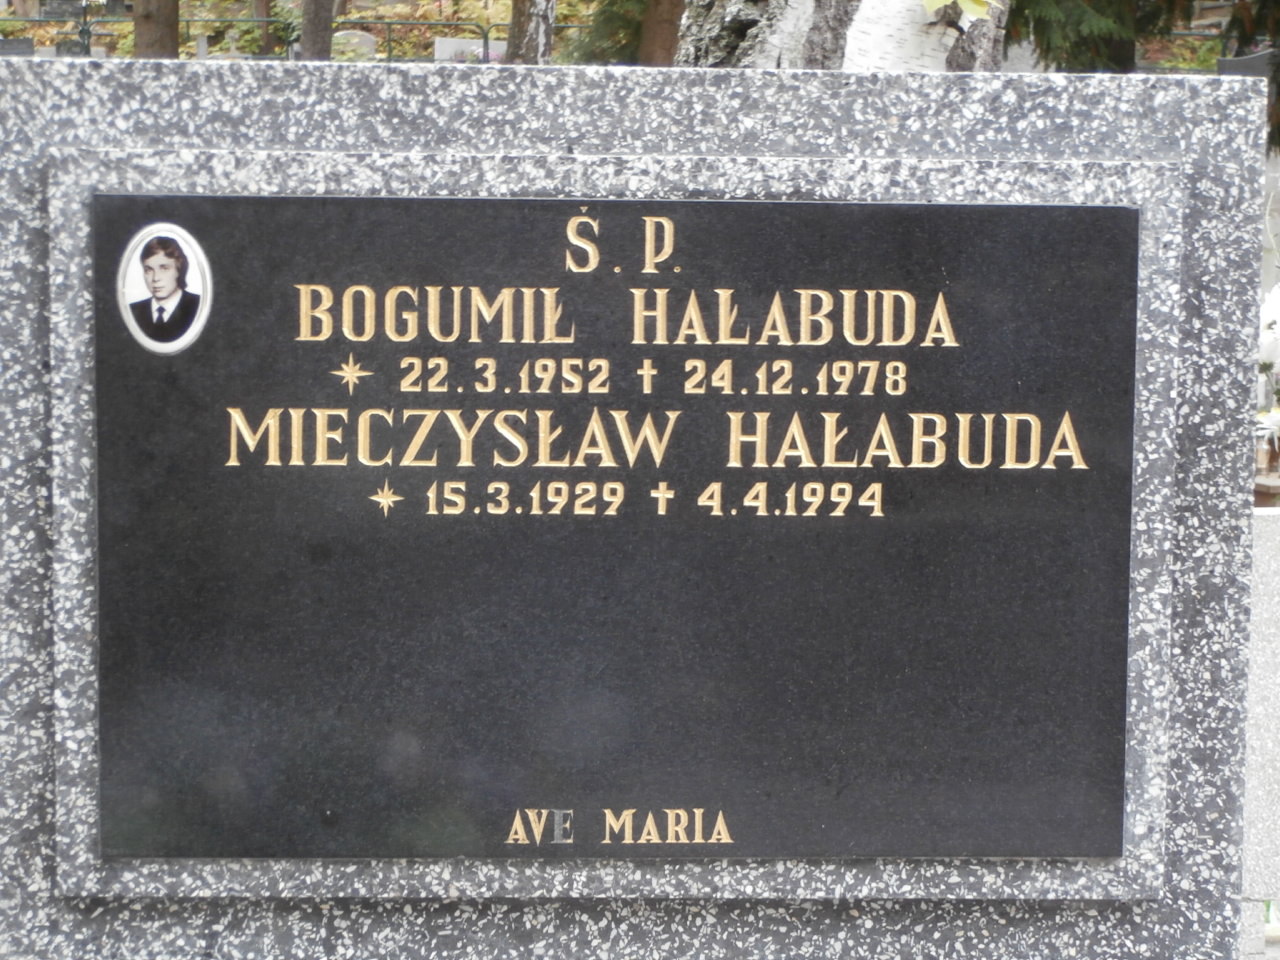 Ś.P.
BOGUMIŁ HAŁABUDA
22.3.1952 † 24.12.1978
MIECZYSŁAW HAŁABUDA
15.3.1929 † 4.4.1994
AVE MARIA